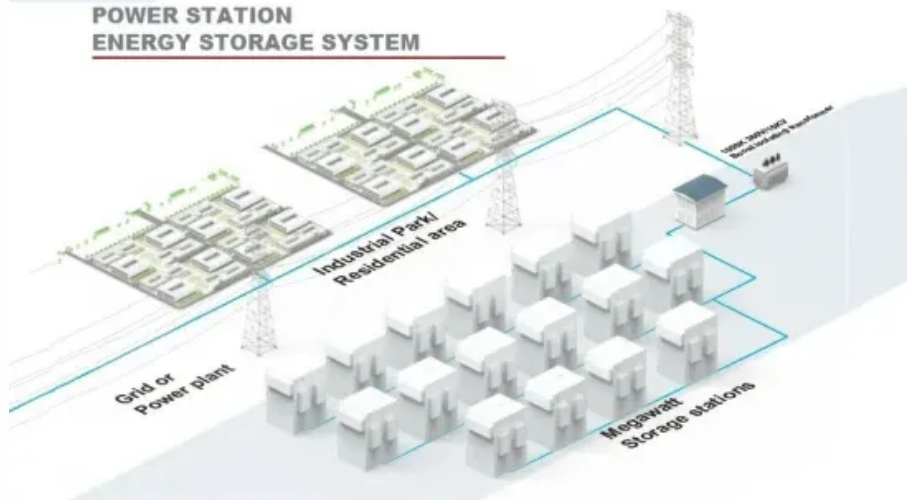 POWER STATION
ENERGY STORAGE SYSTEM
Industrial Park/
Residential area
Grid or
Power plant
Megawatt
Storage stations